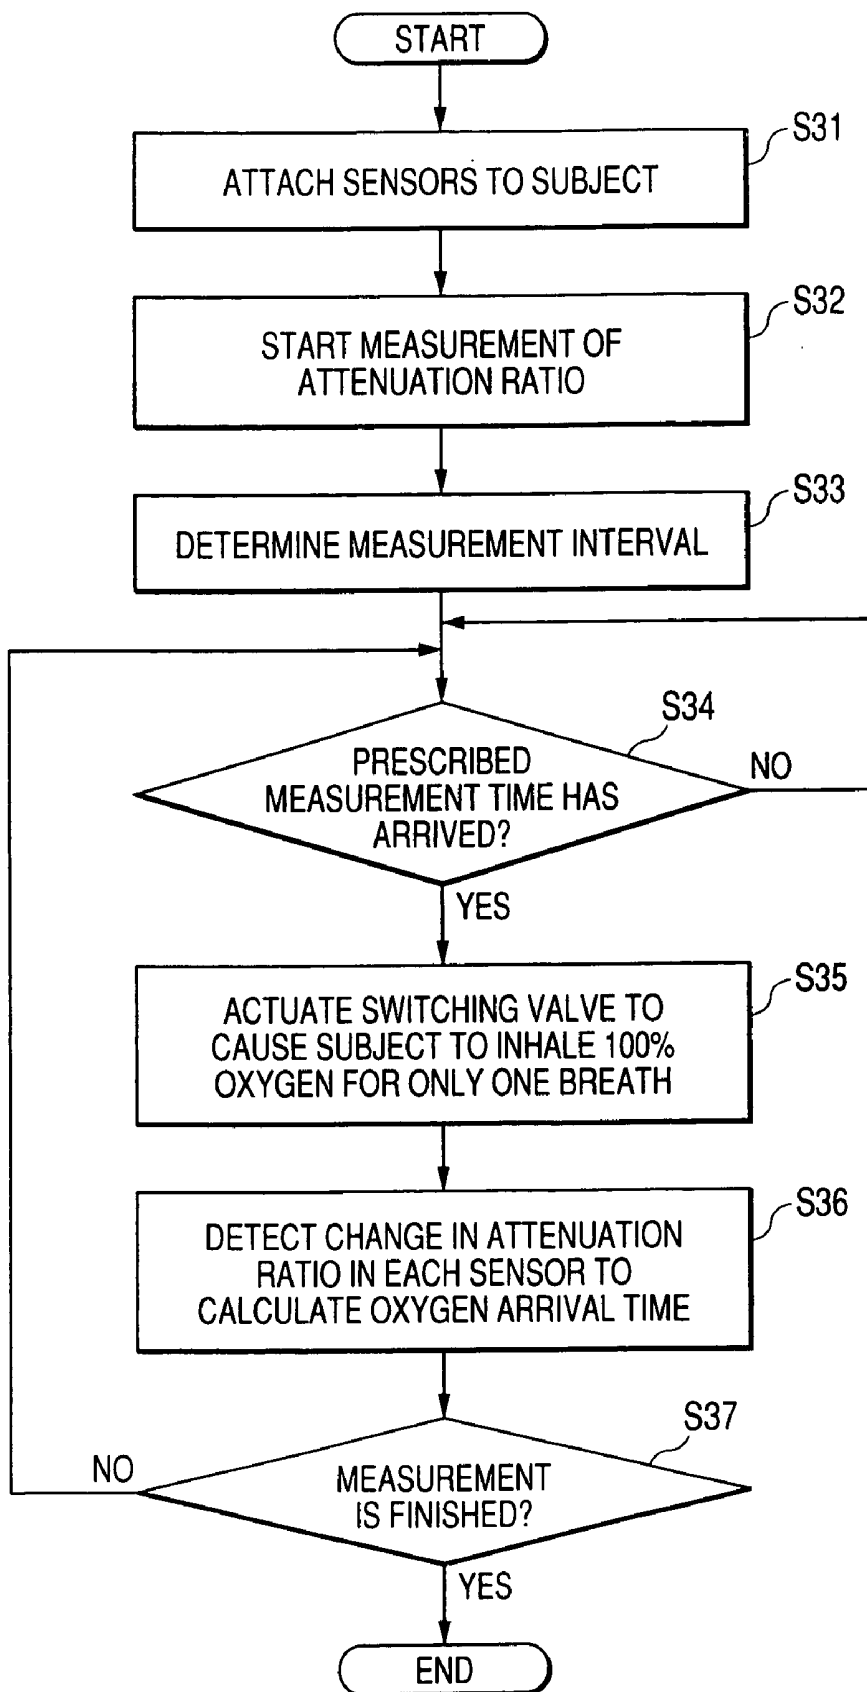 START
S31
ATTACH SENSORS TO SUBJECT
S32
START MEASUREMENT OF
ATTENUATION RATIO
S33
DETERMINE MEASUREMENT INTERVAL
S34
PRESCRIBED
MEASUREMENT TIME HAS
ARRIVED?
NO
YES
S35
ACTUATE SWITCHING VALVE TO
CAUSE SUBJECT TO INHALE 100%
OXYGEN FOR ONLY ONE BREATH
S36
DETECT CHANGE IN ATTENUATION
RATIO IN EACH SENSOR TO
CALCULATE OXYGEN ARRIVAL TIME
S37
NO
MEASUREMENT
IS FINISHED?
YES
END